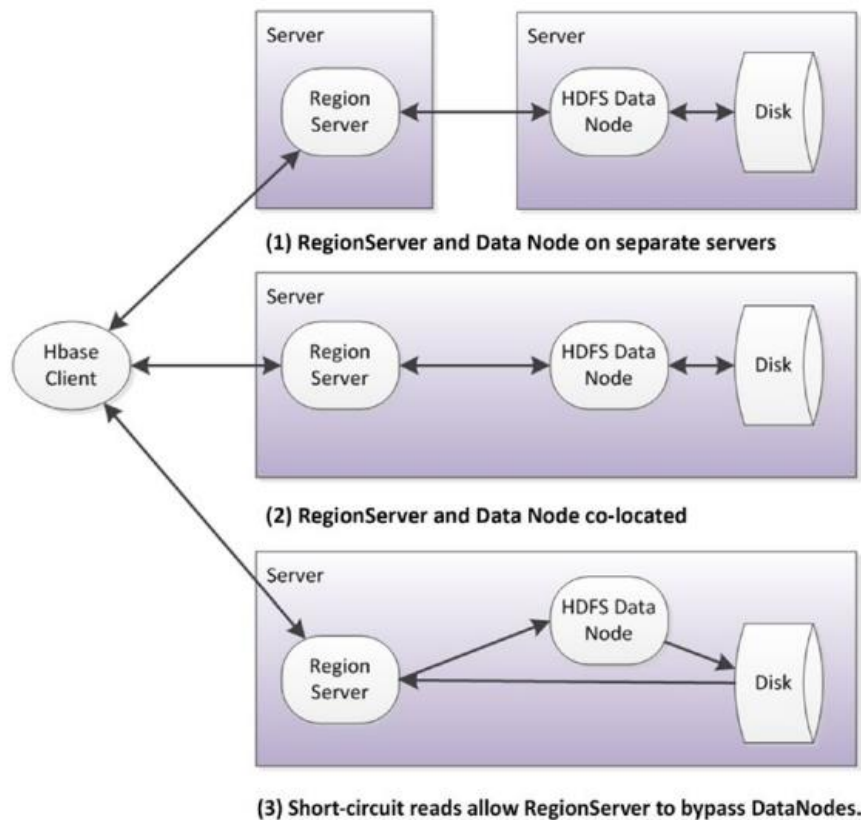 Server
Server
Region
Server
HDFS Data
Node
Disk
(1) RegionServer and Data Node on separate servers
Server
Hbase
Client
Region
Server
HDFS Data
Node
Disk
(2) RegionServer and Data Node co-located
Server
HDFS Data
Node
Region
Server
Disk
(3) Short-circuit reads allow RegionServer to bypass DataNodes.